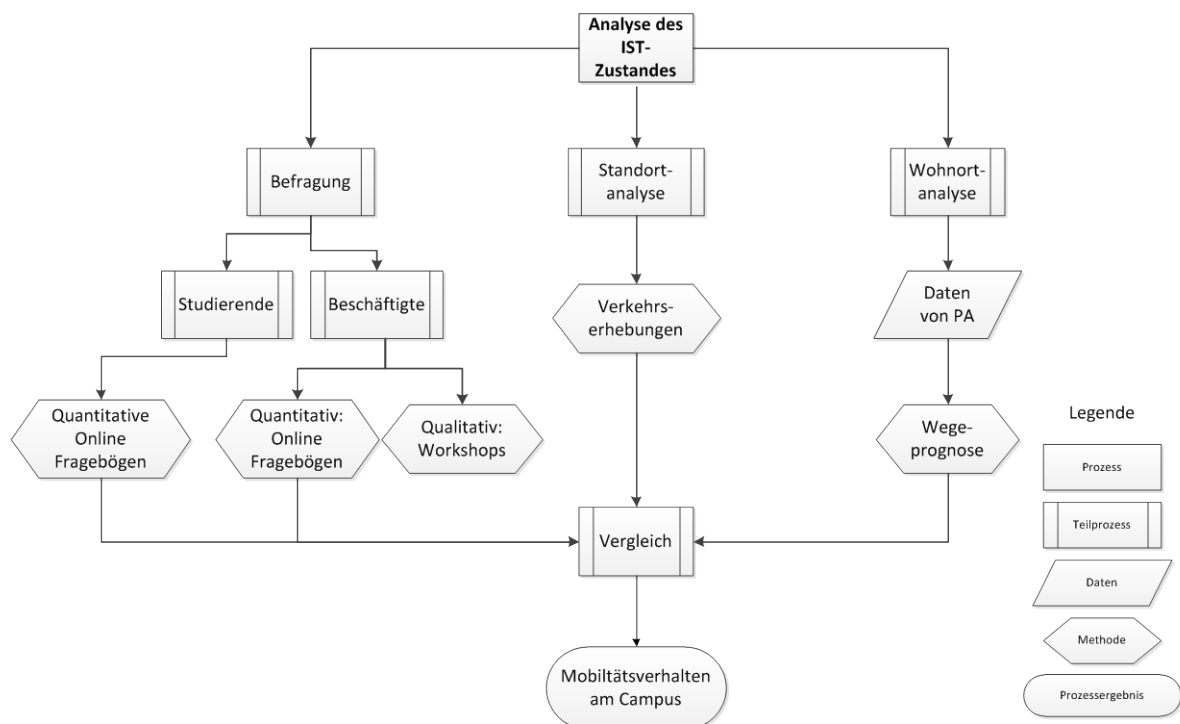 Analyse des
IST-
Zustandes
Befragung
Standort-
analyse
Wohnort-
analyse
Studierende
Beschäftigte
Verkehrs-
erhebungen
Daten
von PA
Quantitative
Online
Fragebögen
Quantitativ:
Online
Fragebögen
Qualitativ:
Workshops
Wege-
prognose
Vergleich
Mobiltätsverhalten
am Campus
Legende
Prozess
Teilprozess
Daten
Methode
Prozessergebnis